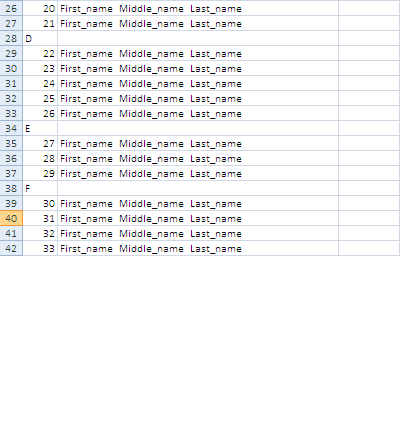 26 20 First_name Middle_name Last_name
27 21 First_name Middle_name Last_name
28 D
29 22 First_name Middle_name Last_name
30 23 First_name Middle_name Last_name
31 24 First_name Middle_name Last_name
32 25 First_name Middle_name Last_name
33 26 First_name Middle_name Last_name
34 E
35 27 First_name Middle_name Last_name
36 28 First_name Middle_name Last_name
37 29 First_name Middle_name Last_name
38 F
39 30 First_name Middle_name Last_name
40 31 First_name Middle_name Last_name
41 32 First_name Middle_name Last_name
42 33 First_name Middle_name Last_name